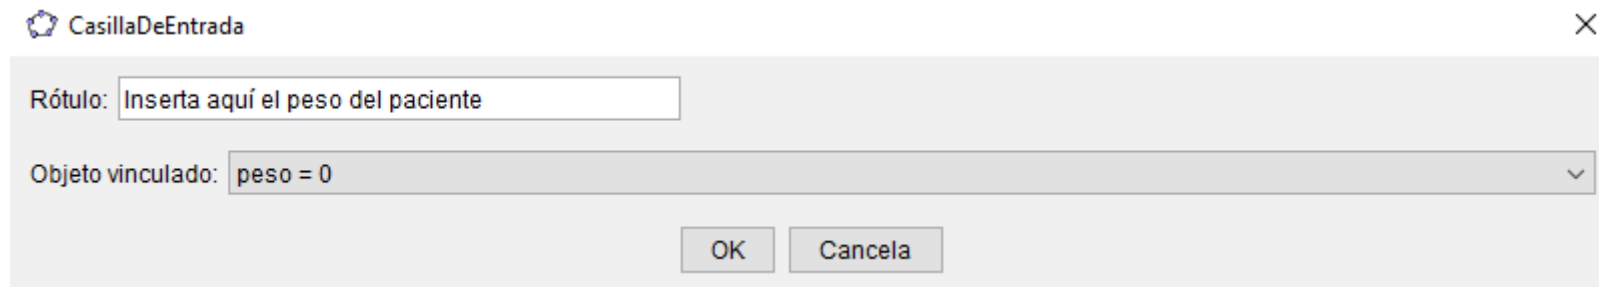 CasillaDeEntrada
Rótulo: Inserta aquí el peso del paciente
Objeto vinculado: peso = 0
OK Cancela